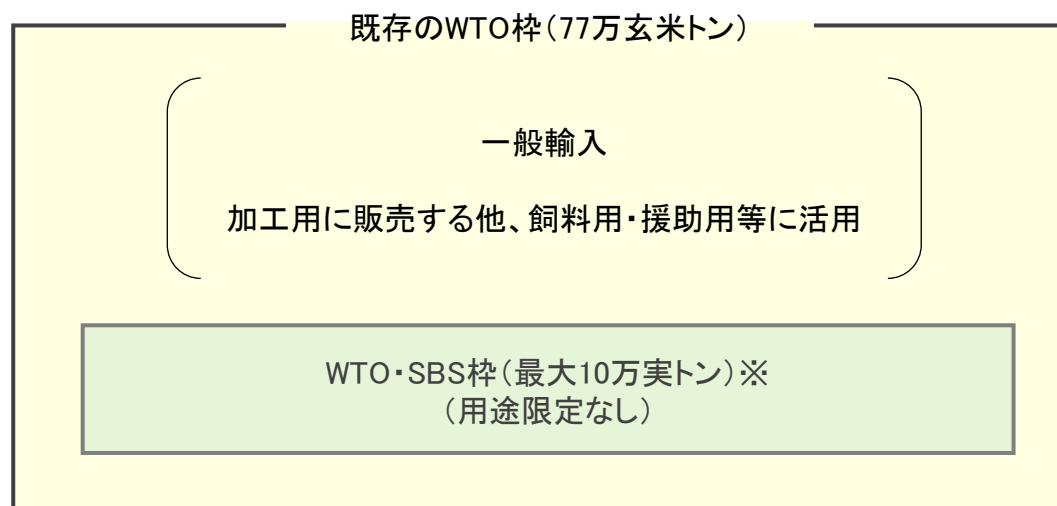 既存のWTO枠（77万玄米トン）
一般輸入
加工用に販売する他、飼料用・援助用等に活用
WTO・SBS枠（最大10万実トン）※
（用途限定なし）